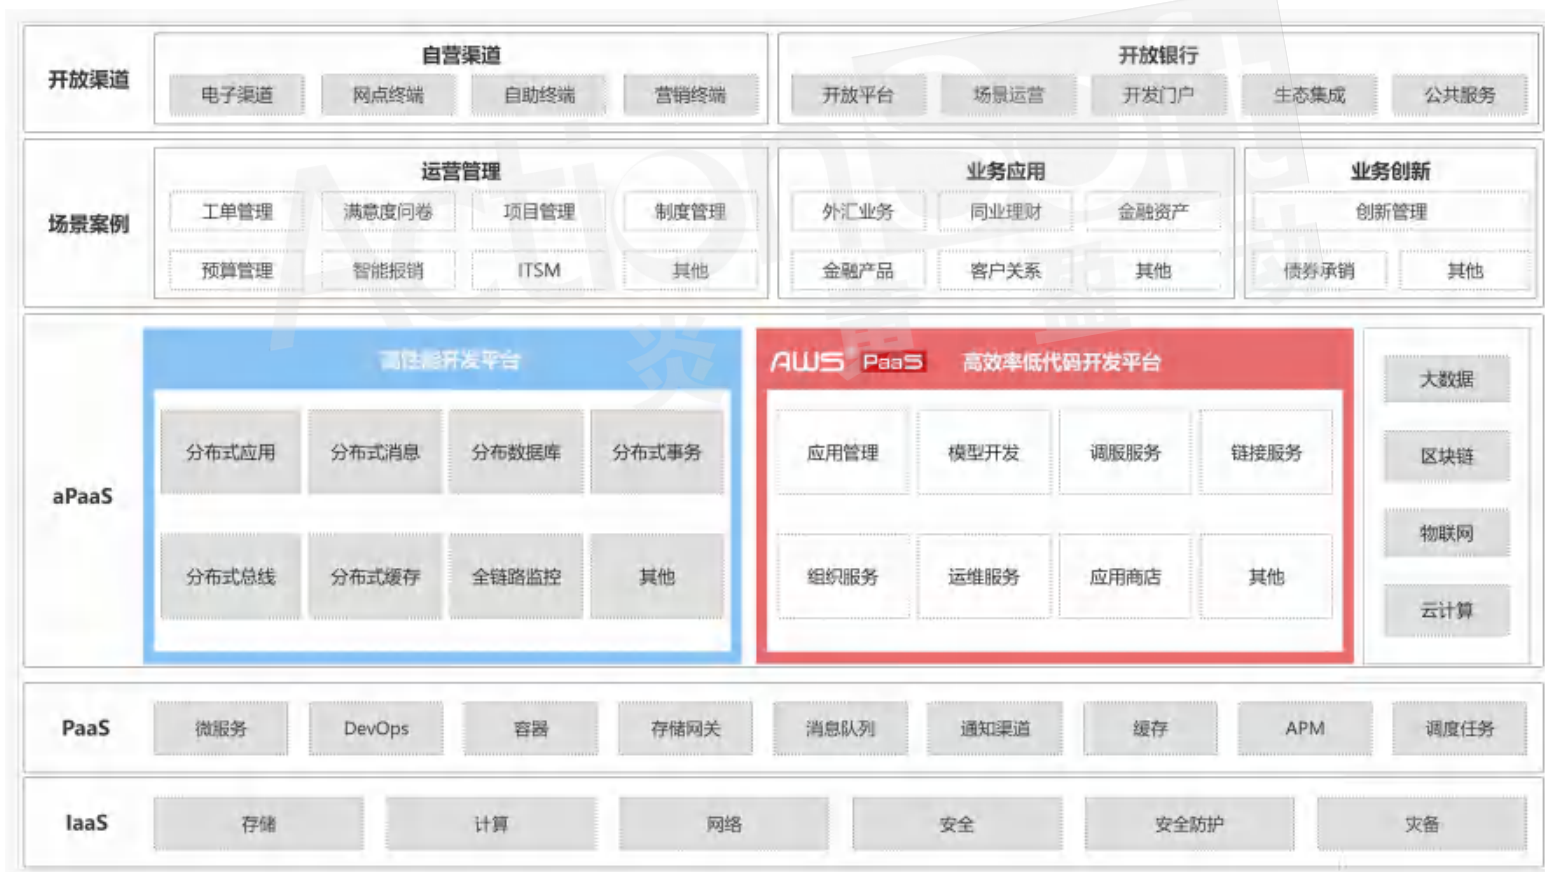 开放渠道
自营渠道
电子渠道 网点终端 自助终端 营销终端
开放银行
开放平台 场景运营 开发门户 生态集成 公共服务
场景案例
运营管理
工单管理 满意度问卷 项目管理 制度管理
预算管理 智能报销 ITSM 其他
业务应用
外汇业务 同业理财 金融资产
金融产品 客户关系 其他
业务创新
创新管理
债券承销 其他
aPaaS
高性能开发平台
分布式应用 分布式消息 分布数据库 分布式事务
分布式总线 分布式缓存 全链路监控 其他
AWS PaaS 高效率低代码开发平台
应用管理 模型开发 调服服务 链接服务
组织服务 运维服务 应用商店 其他
大数据
区块链
物联网
云计算
PaaS
微服务 DevOps 容器 存储网关 消息队列 通知渠道 缓存 APM 调度任务
IaaS
存储 计算 网络 安全 安全防护 灾备
ActionSoft
炎黄盈动